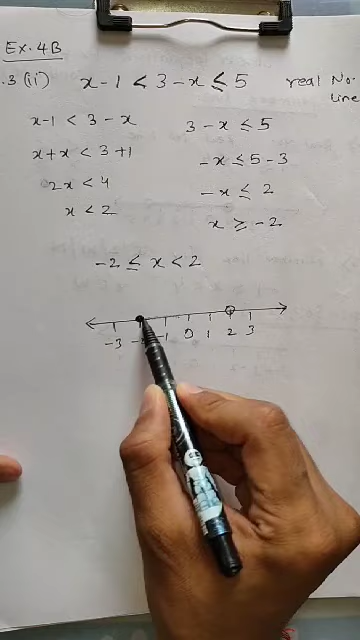 Ex. 4B
.3 (ii) x - 1 < 3 - x ≤ 5 real No. Line
x - 1 < 3 - x
x + x < 3 + 1
2x < 4
x < 2
3 - x ≤ 5
-x ≤ 5 - 3
-x ≤ 2
x ≥ -2
-2 ≤ x < 2
-3 -1 0 1 2 3